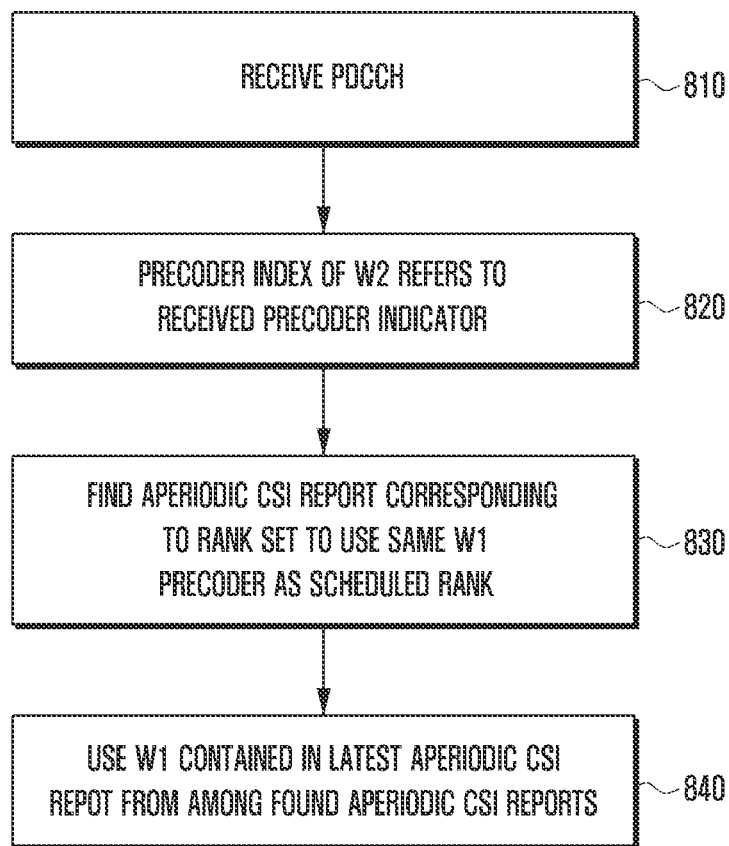 RECEIVE PDCCH
810
PRECODER INDEX OF W2 REFERS TO
RECEIVED PRECODER INDICATOR
820
FIND APERIODIC CSI REPORT CORRESPONDING
TO RANK SET TO USE SAME W1
PRECODER AS SCHEDULED RANK
830
USE W1 CONTAINED IN LATEST APERIODIC CSI
REPOT FROM AMONG FOUND APERIODIC CSI REPORTS
840